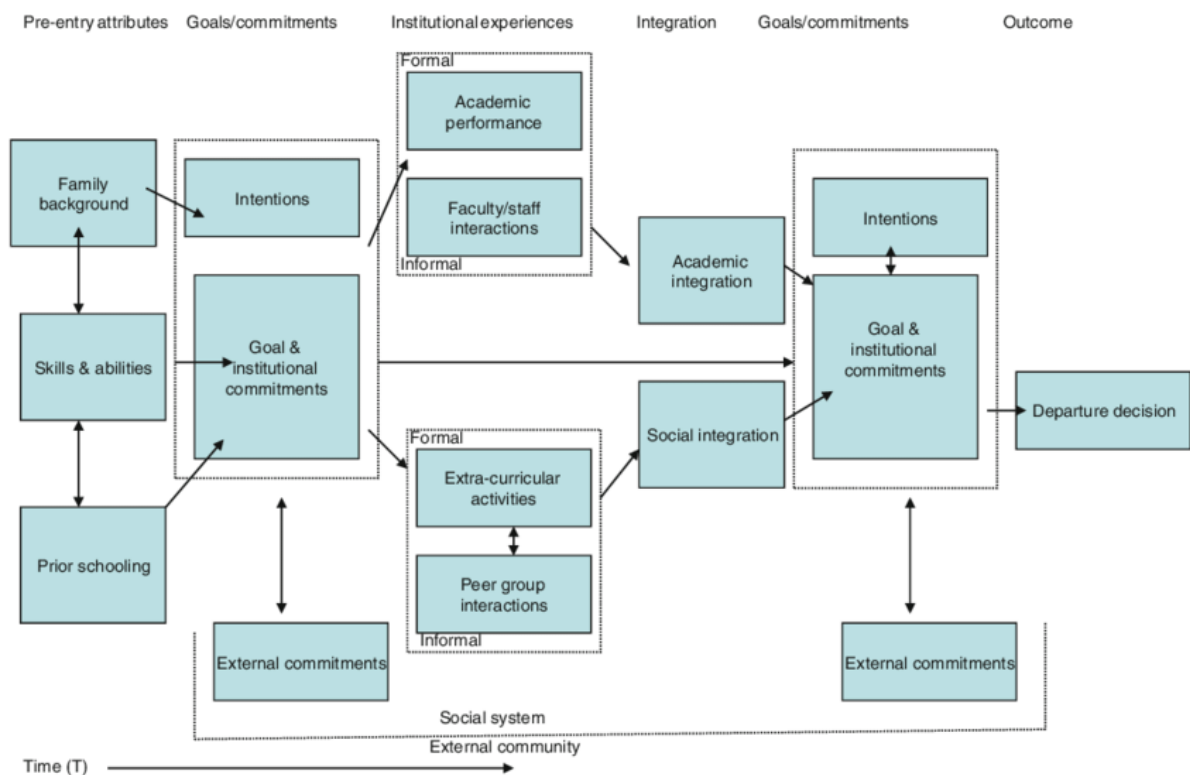 Pre-entry attributes
Goals/commitments
Institutional experiences
Integration
Goals/commitments
Outcome
Family
background
Skills & abilities
Prior schooling
Intentions
Goal &
institutional
commitments
External commitments
Formal
Academic
performance
Faculty/staff
interactions
Informal
Formal
Extra-curricular
activities
Peer group
interactions
Informal
Academic
integration
Social integration
Intentions
Goal &
institutional
commitments
External commitments
Departure decision
Social system
External community
Time (T)